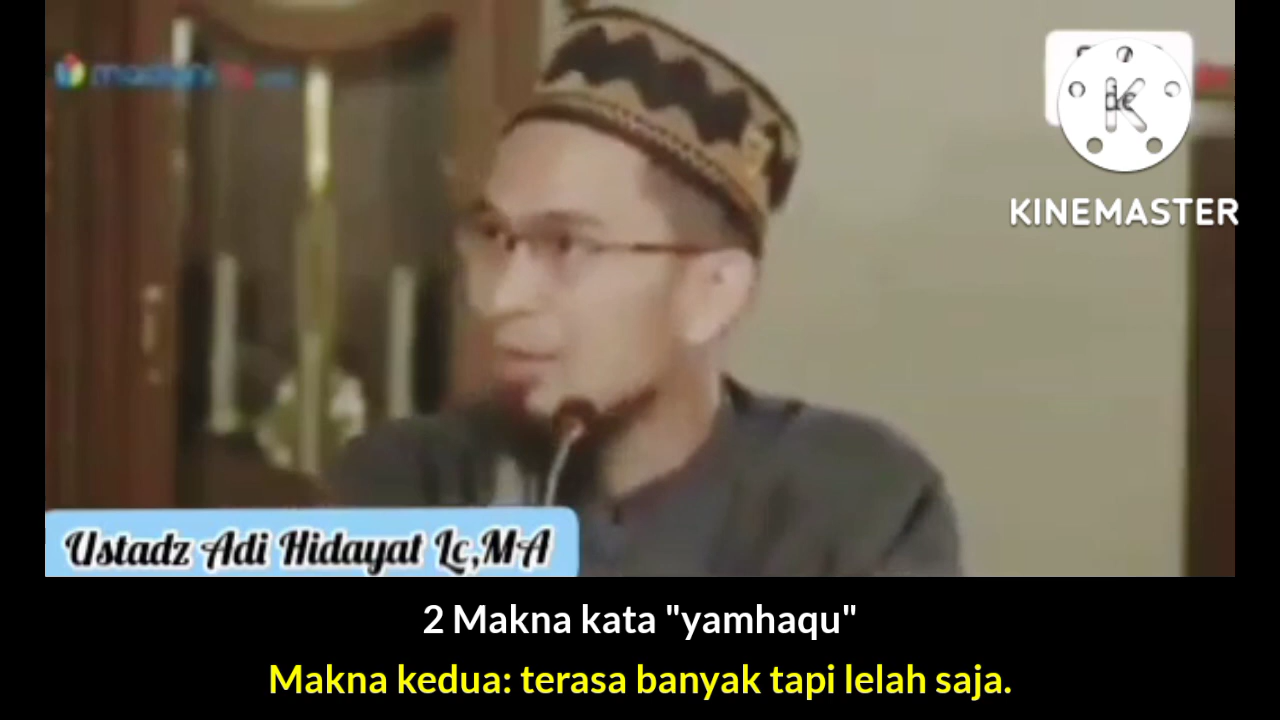 KINEMASTER
Ustadz Adi Hidayat Lc,MA
2 Makna kata "yamhaqu"
Makna kedua: terasa banyak tapi lelah saja.